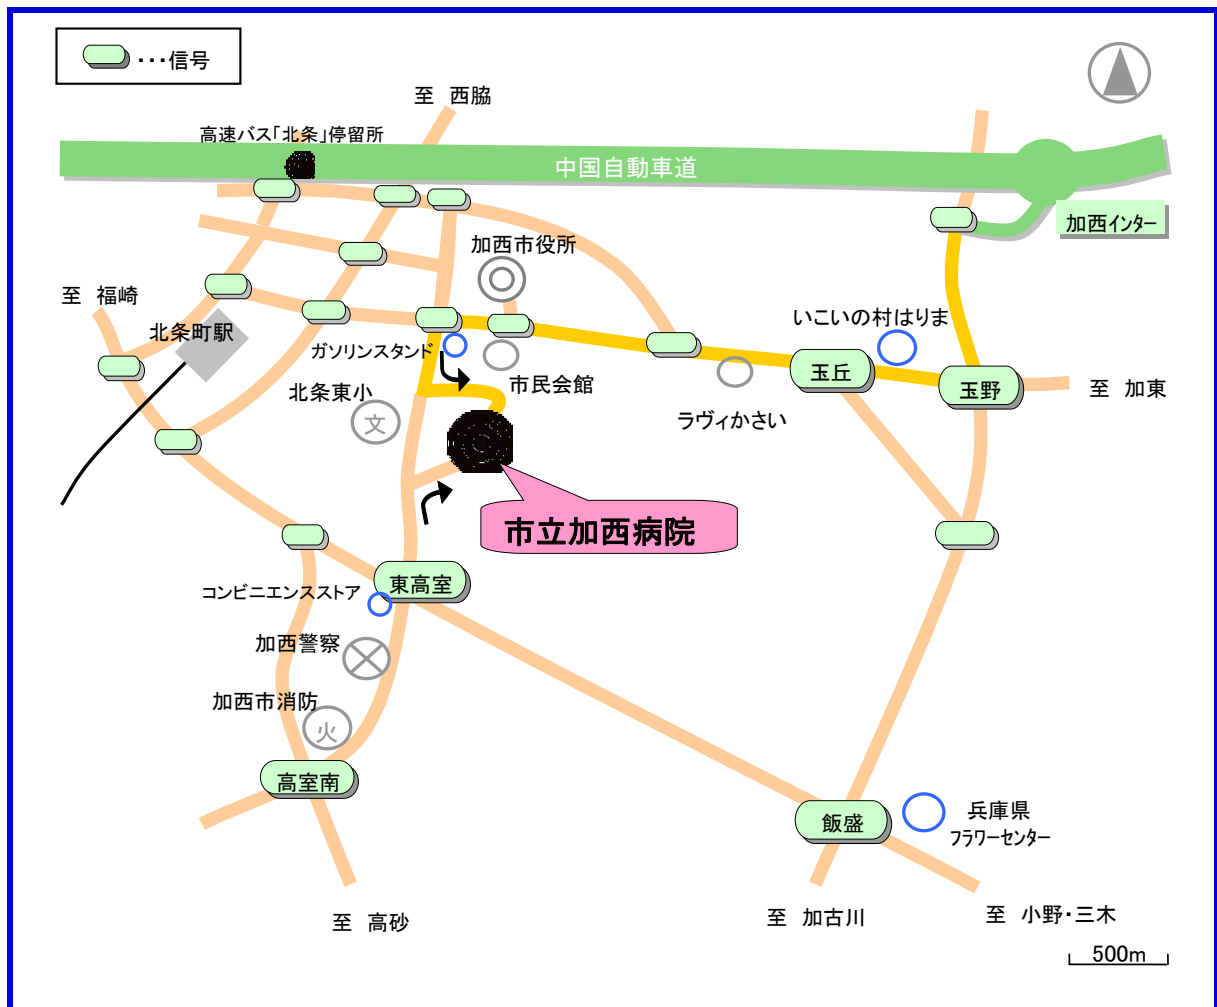 ・・・信号
至 西脇
高速バス「北条」停留所
中国自動車道
加西インター
加西市役所
至 福崎
北条町駅
ガソリンスタンド
いこいの村はりま
玉丘
玉野
至 加東
市民会館
北条東小
文
ラヴィかさい
市立加西病院
東高室
コンビニエンスストア
加西警察
加西市消防
火
高室南
飯盛
兵庫県
フラワーセンター
至 高砂
至 加古川
至 小野・三木
500m